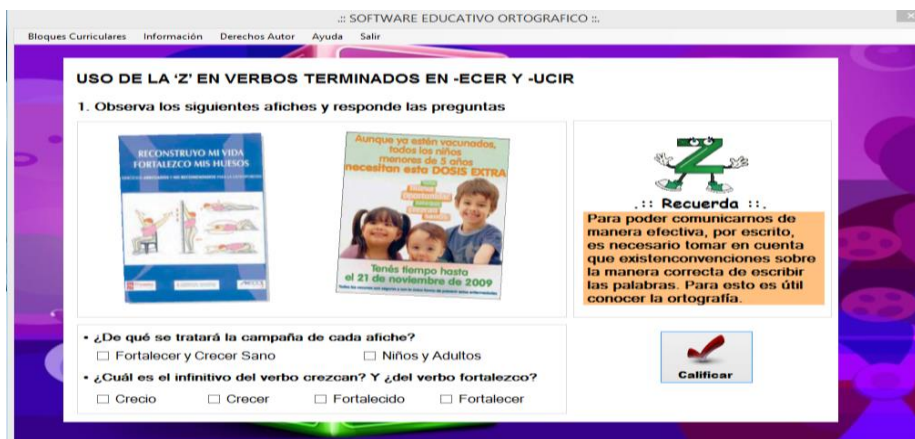 .:: SOFTWARE EDUCATIVO ORTOGRAFICO ::.
Bloques Curriculares Información Derechos Autor Ayuda Salir
USO DE LA 'Z' EN VERBOS TERMINADOS EN -ECER Y -UCIR
1. Observa los siguientes afiches y responde las preguntas
RECONSTRUYO MI VIDA
FORTALEZCO MIS HUESOS
Aunque ya estén vacunados,
todos los niños
menores de 5 años
necesitan esta DOSIS EXTRA
Tenés tiempo hasta
el 21 de noviembre de 2009
.:: Recuerda ::.
Para poder comunicarnos de
manera efectiva, por escrito,
es necesario tomar en cuenta
que existenconvenciones sobre
la manera correcta de escribir
las palabras. Para esto es útil
conocer la ortografía.
• ¿De qué se tratará la campaña de cada afiche?
Fortalecer y Crecer Sano Niños y Adultos
• ¿Cuál es el infinitivo del verbo crezcan? Y ¿del verbo fortalezco?
Crecio Crecer Fortalecido Fortalecer
Calificar